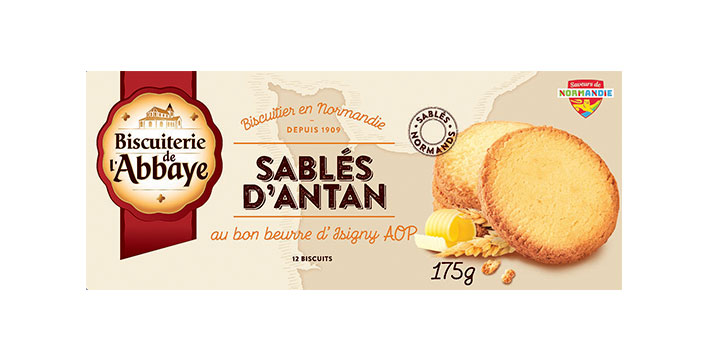 Biscuiterie
de
l'Abbaye
Biscuitier en Normandie
DEPUIS 1909
SABLÉS
D'ANTAN
au bon beurre d'Isigny AOP
12 BISCUITS
SABLÉS
NORMANDS
Saveurs de
NORMANDIE
175g